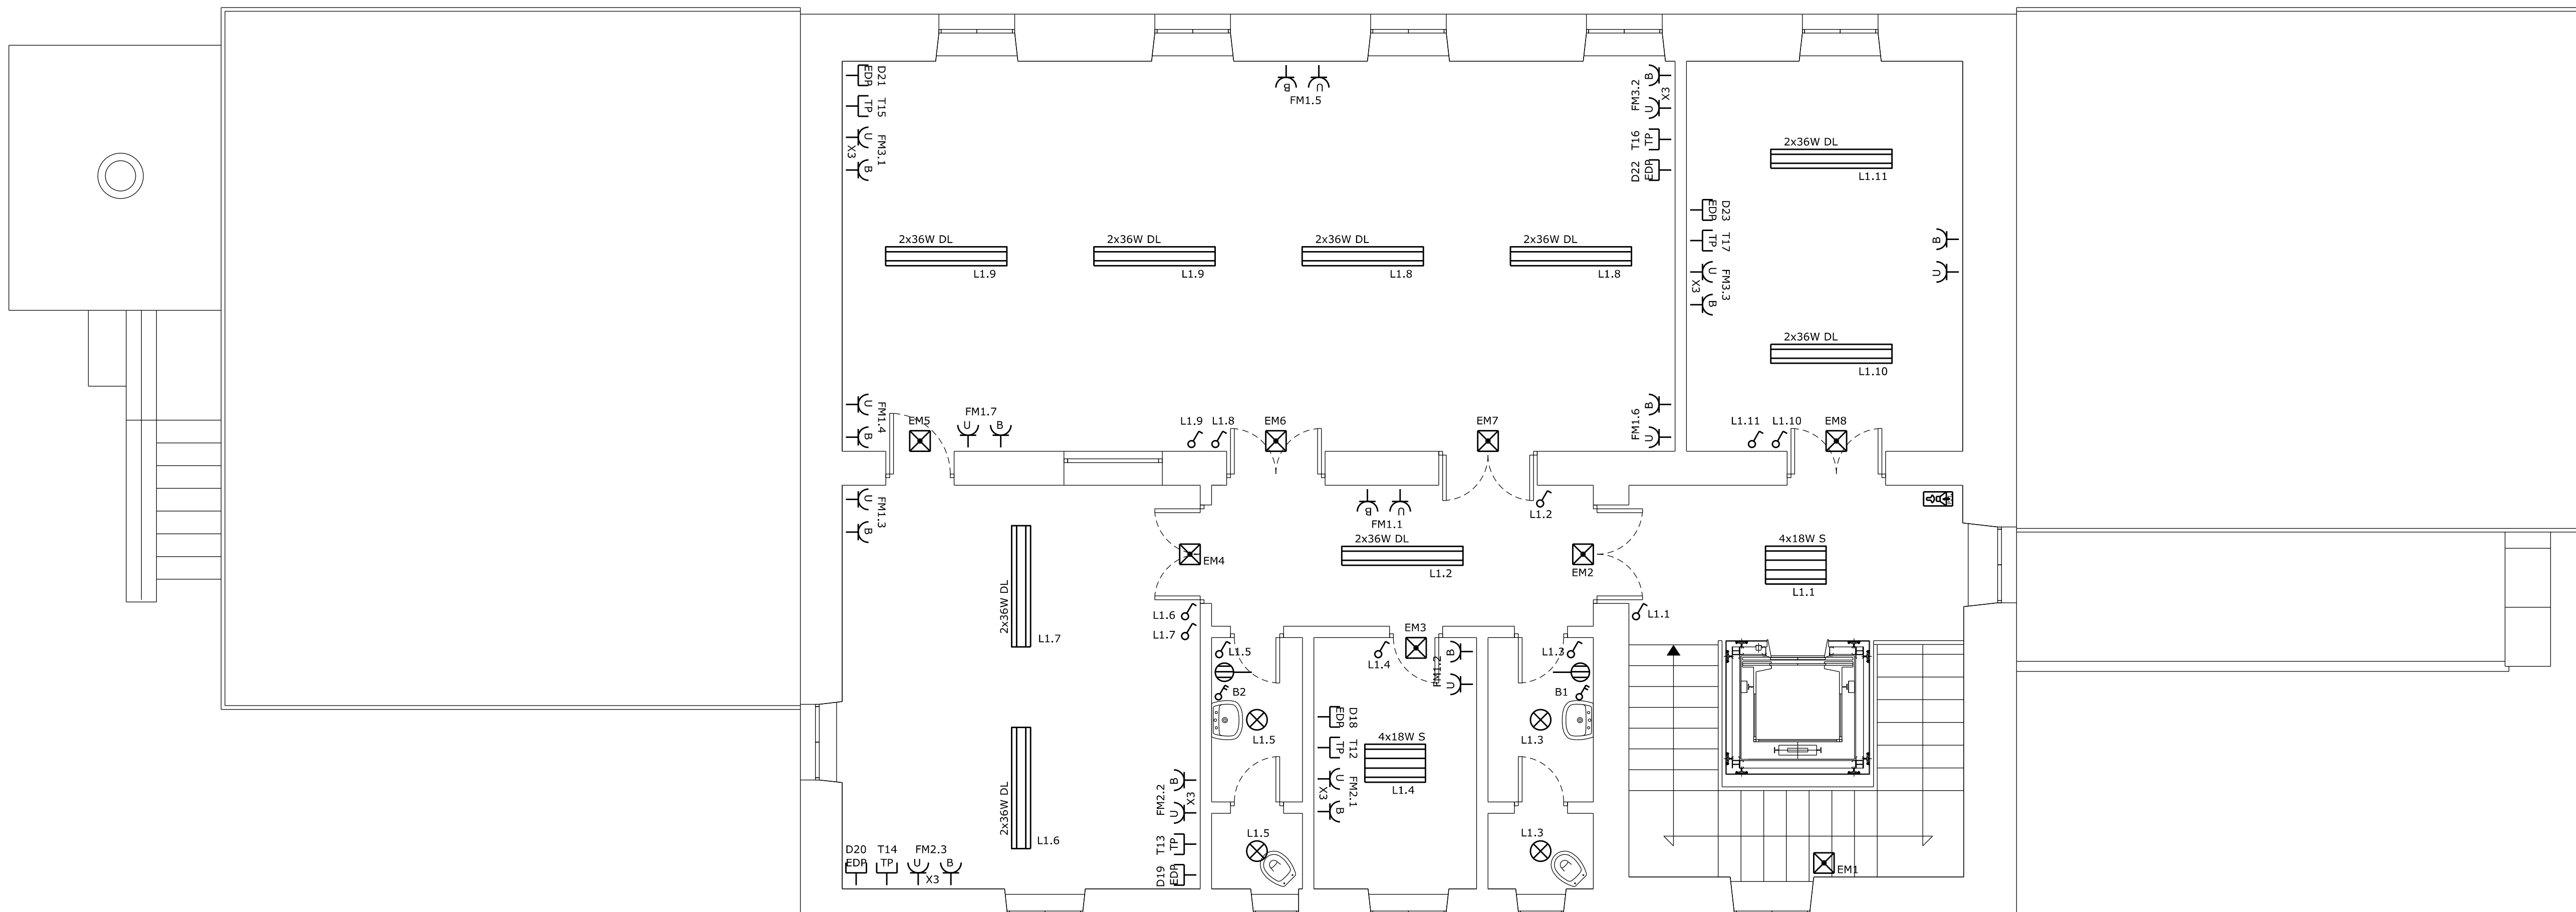 EDP D21
TP T15
U
X3 FM3.1
B
B U
FM1.5
B
FM3.2 X3
U
T16 TP
D22 EDP
2x36W DL
L1.11
EDP D23
TP T17
U
X3 FM3.3
B
B
U
2x36W DL
L1.9
2x36W DL
L1.9
2x36W DL
L1.8
2x36W DL
L1.8
2x36W DL
L1.10
U
FM1.4
B
EM5
FM1.7
U B
L1.9 L1.8
EM6
EM7
B
FM1.6
U
L1.11 L1.10
EM8
U
FM1.3
B
B U
FM1.1
L1.2
2x36W DL
L1.2
EM4
EM2
4x18W S
L1.1
2x36W DL
L1.7
L1.6
L1.7
L1.1
L1.5
B2
L1.5
EM3
L1.4
B
FM1.2
U
L1.3
B1
L1.3
EDP D18
TP T12
U
X3 FM2.1
B
4x18W S
L1.4
2x36W DL
L1.6
B
FM2.2 X3
U
T13 TP
D19 EDP
L1.5
L1.3
D20 T14 FM2.3
EDP TP U B
X3
EM1